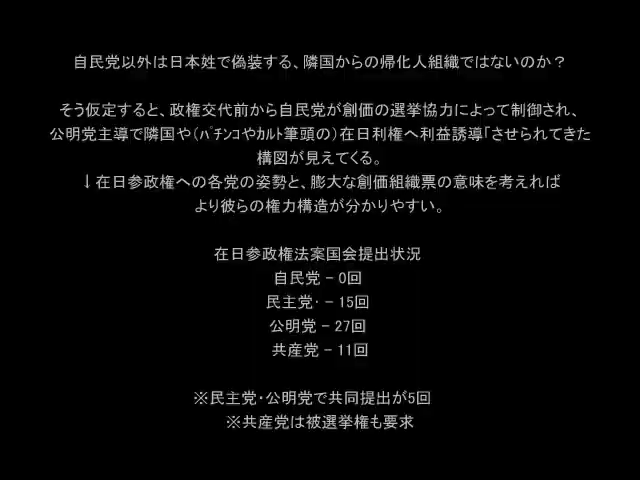 自民党以外は日本姓で偽装する、隣国からの帰化人組織ではないのか？
そう仮定すると、政権交代前から自民党が創価の選挙協力によって制御され、
公明党主導で隣国や（ﾊﾟﾁﾝｺやｶﾙﾄ筆頭の）在日利権へ利益誘導「させられてきた
構図が見えてくる。
↓在日参政権への各党の姿勢と、膨大な創価組織票の意味を考えれば
より彼らの権力構造が分かりやすい。
在日参政権法案国会提出状況
自民党 － 0回
民主党･ － 15回
公明党 － 27回
共産党 － 11回
※民主党･公明党で共同提出が5回
※共産党は被選挙権も要求